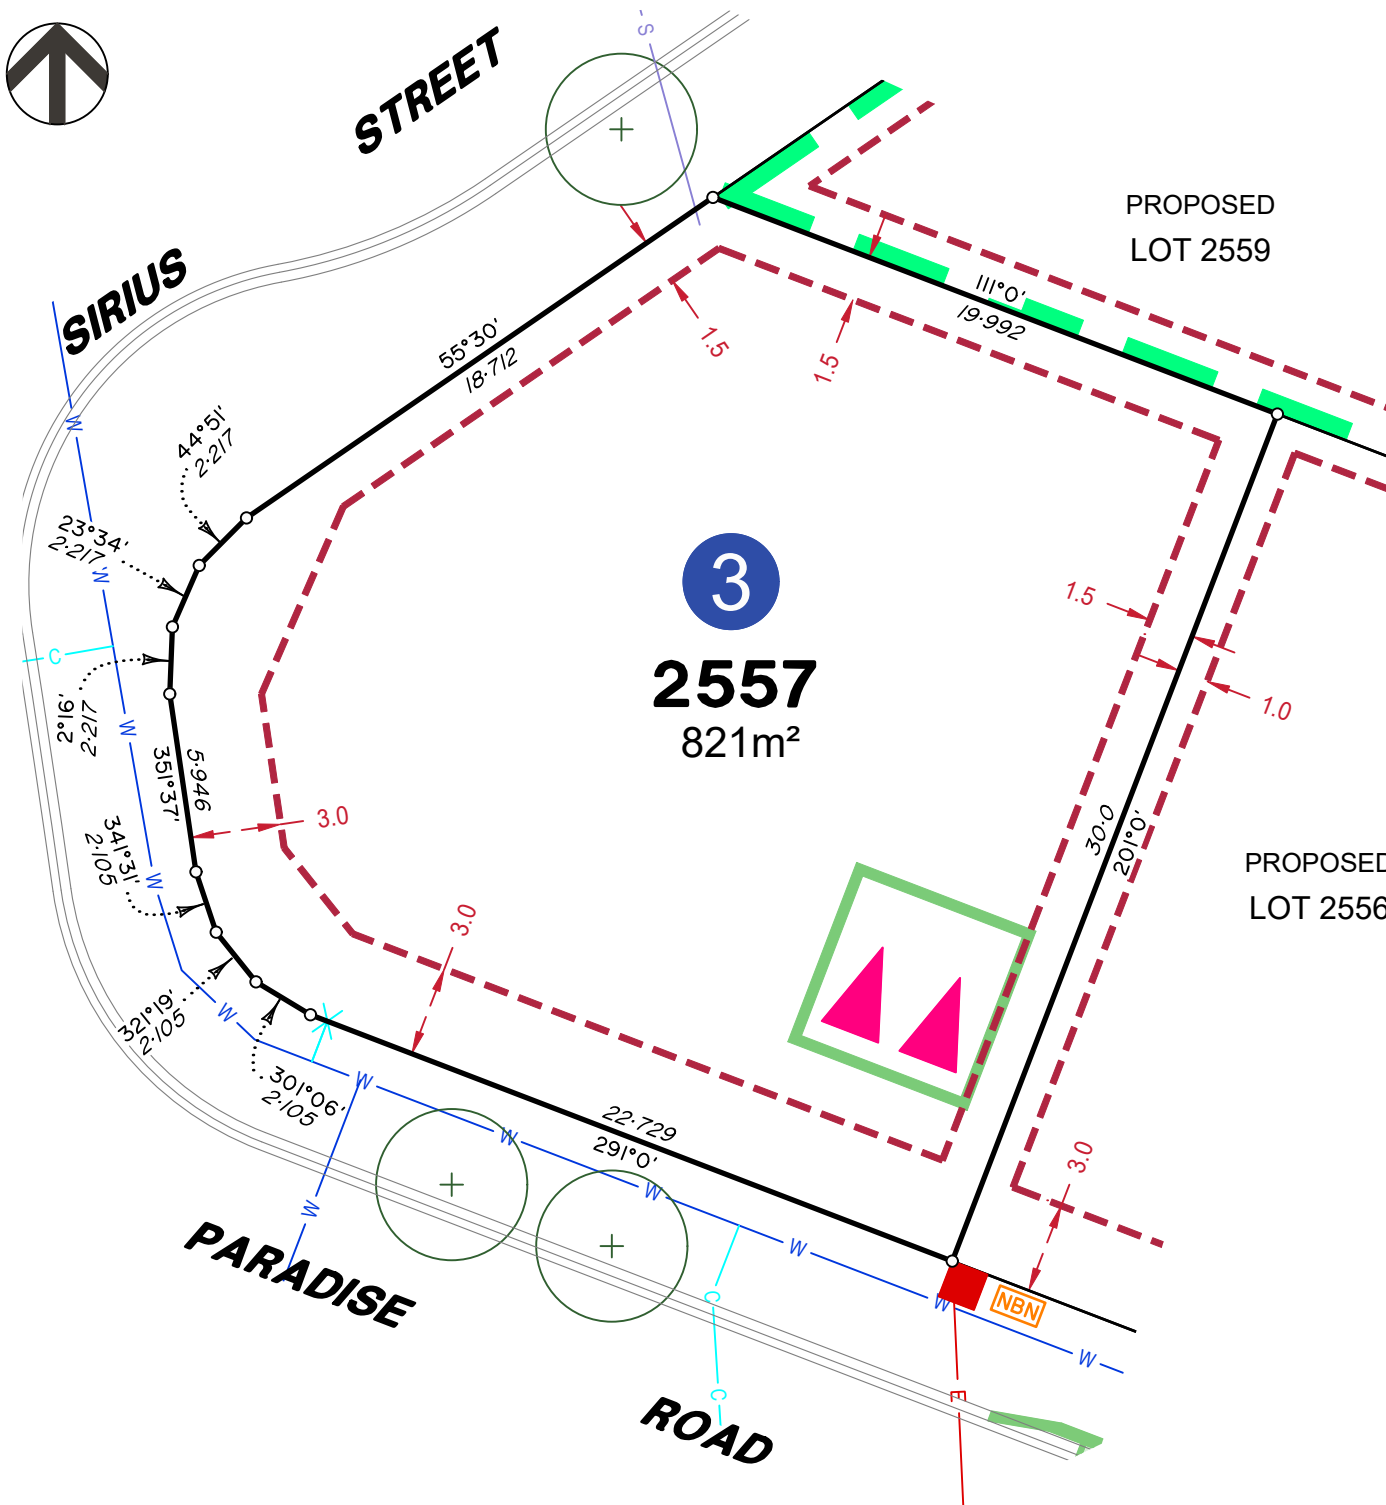 STREET
SIRIUS
S
PROPOSED
LOT 2559
111°0'
19·992
55°30'
18·712
1.5
1.5
44°51'
2·217
23°34'
2·217
W
W
C
3
2557
821m²
1.5
1.0
2°16'
2·217
W
351°37'
5·946
3.0
341°31'
2·105
W
30·0
201°0'
PROPOSED
LOT 2556
3.0
321°19'
2·105
W
301°06'
2·105
W
22·729
291°0'
W
W
W
W
W
W
3.0
C
C
NBN
E
PARADISE
ROAD